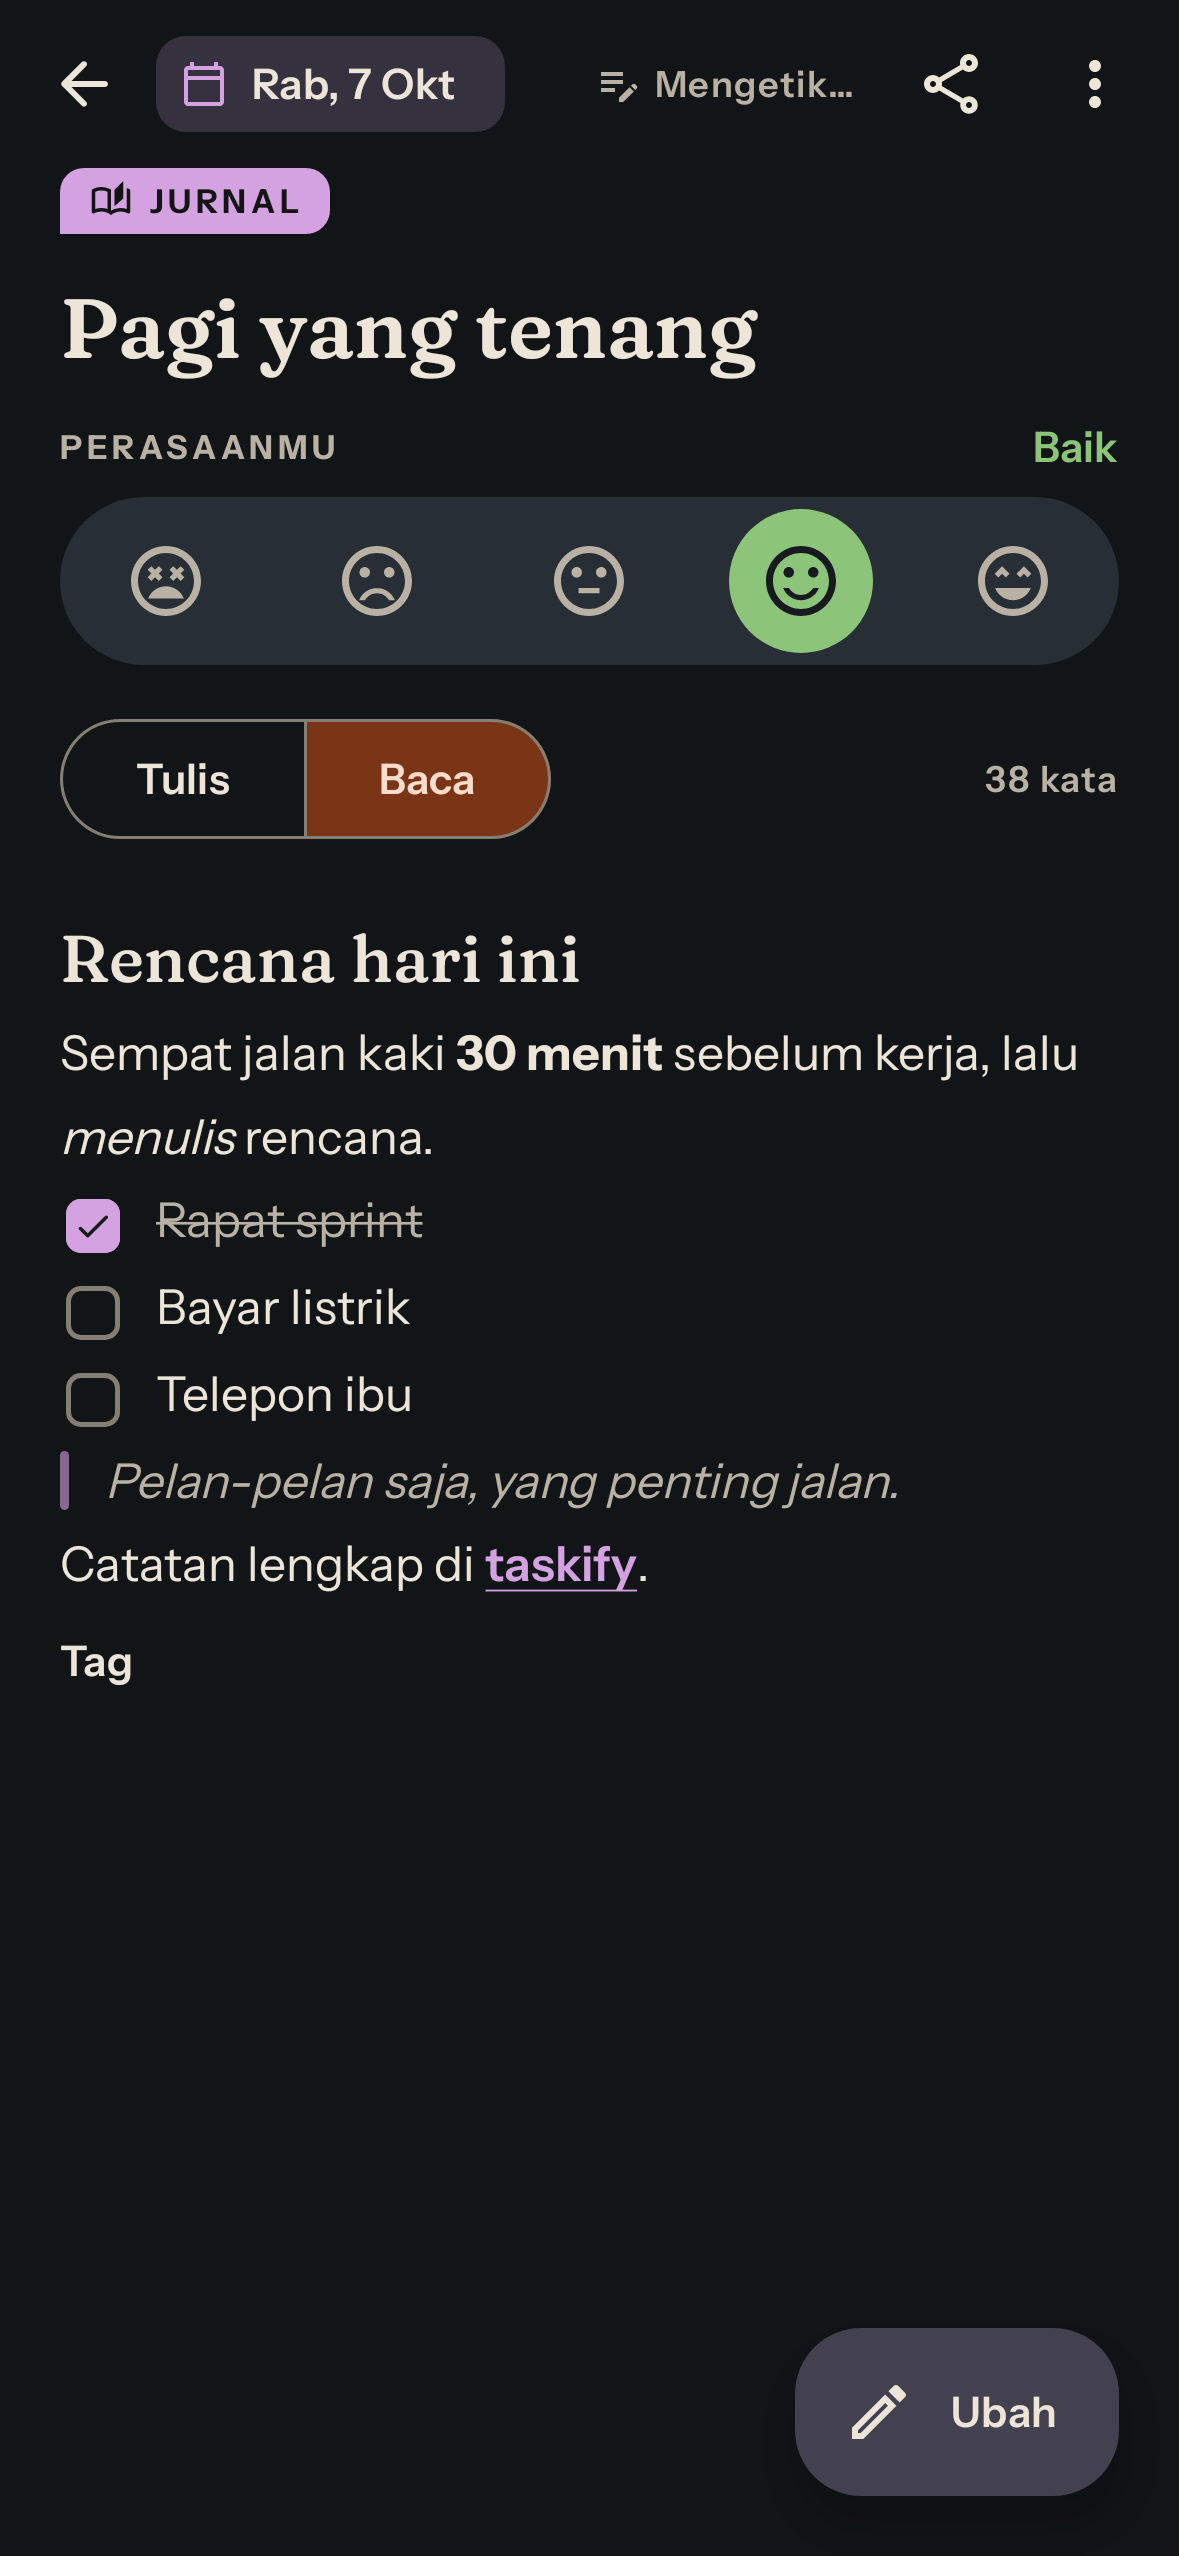 Rab, 7 Okt
Mengetik...
JURNAL
Pagi yang tenang
PERASAANMU
Baik
Tulis
Baca
38 kata
Rencana hari ini
Sempat jalan kaki 30 menit sebelum kerja, lalu
menulis rencana.
Rapat sprint
Bayar listrik
Telepon ibu
Pelan-pelan saja, yang penting jalan.
Catatan lengkap di taskify.
Tag
Ubah